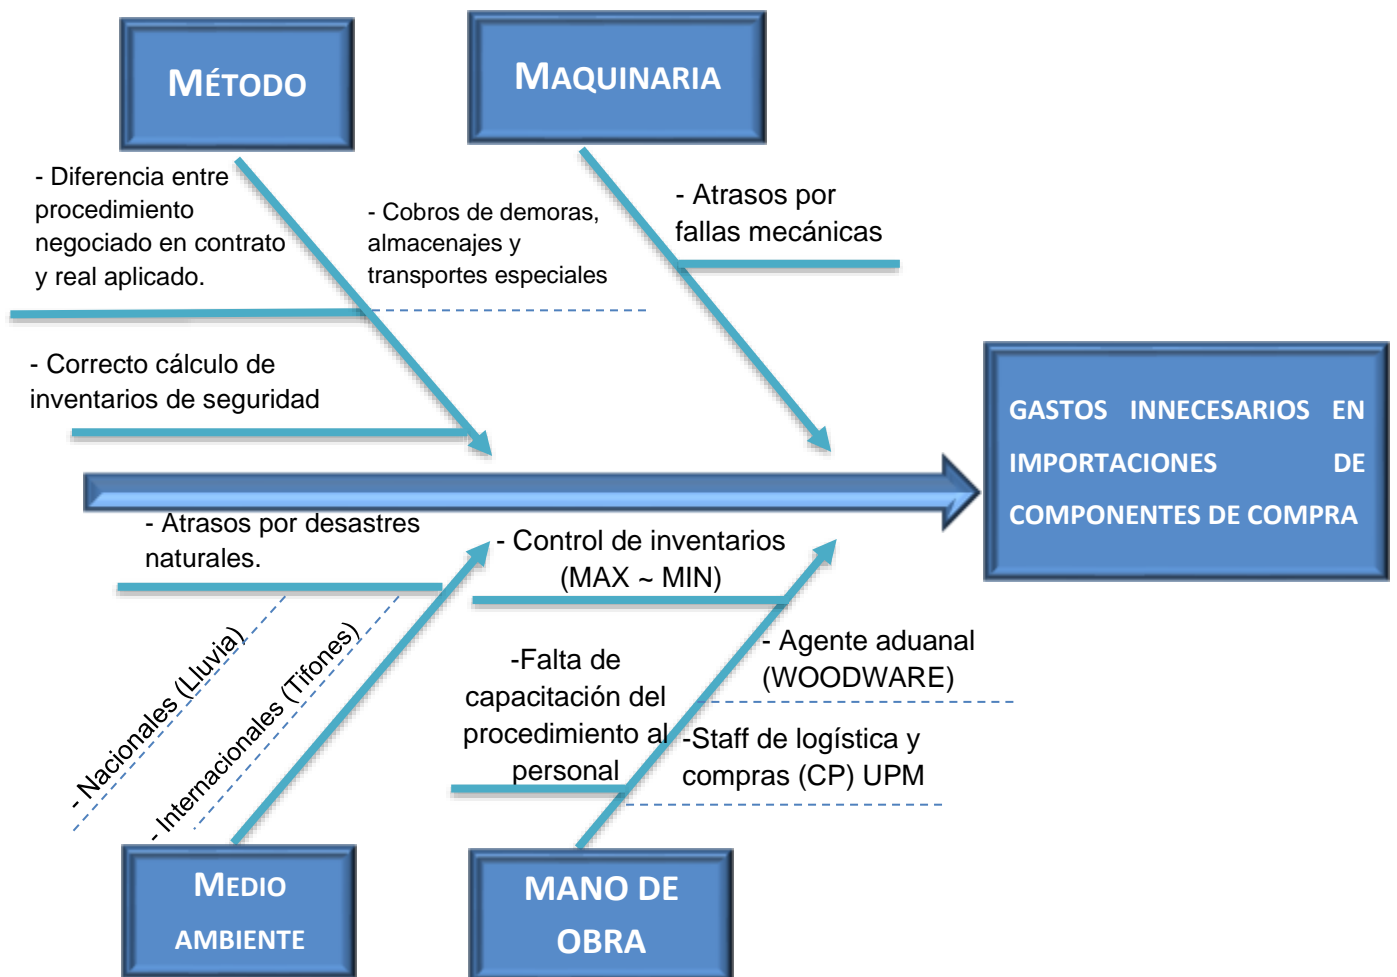 MÉTODO
MAQUINARIA
- Diferencia entre
procedimiento
negociado en contrato
y real aplicado.
- Cobros de demoras,
almacenajes y
transportes especiales
- Atrasos por
fallas mecánicas
- Correcto cálculo de
inventarios de seguridad
GASTOS INNECESARIOS EN
IMPORTACIONES DE
COMPONENTES DE COMPRA
- Atrasos por desastres
naturales.
- Nacionales (Lluvia)
- Internacionales (Tifones)
- Control de inventarios
(MAX ~ MIN)
-Falta de
capacitación del
procedimiento al
personal
- Agente aduanal
(WOODWARE)
-Staff de logística y
compras (CP) UPM
MEDIO
AMBIENTE
MANO DE
OBRA